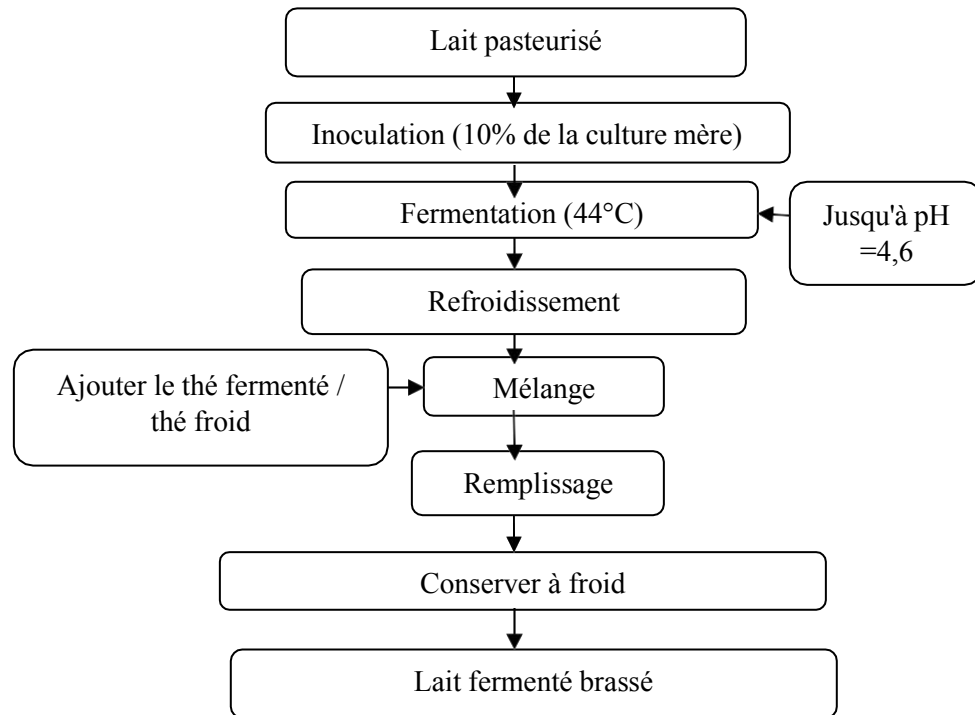 Lait pasteurisé
Inoculation (10% de la culture mère)
Fermentation (44°C)
Jusqu'à pH
=4,6
Refroidissement
Ajouter le thé fermenté /
thé froid
Mélange
Remplissage
Conserver à froid
Lait fermenté brassé